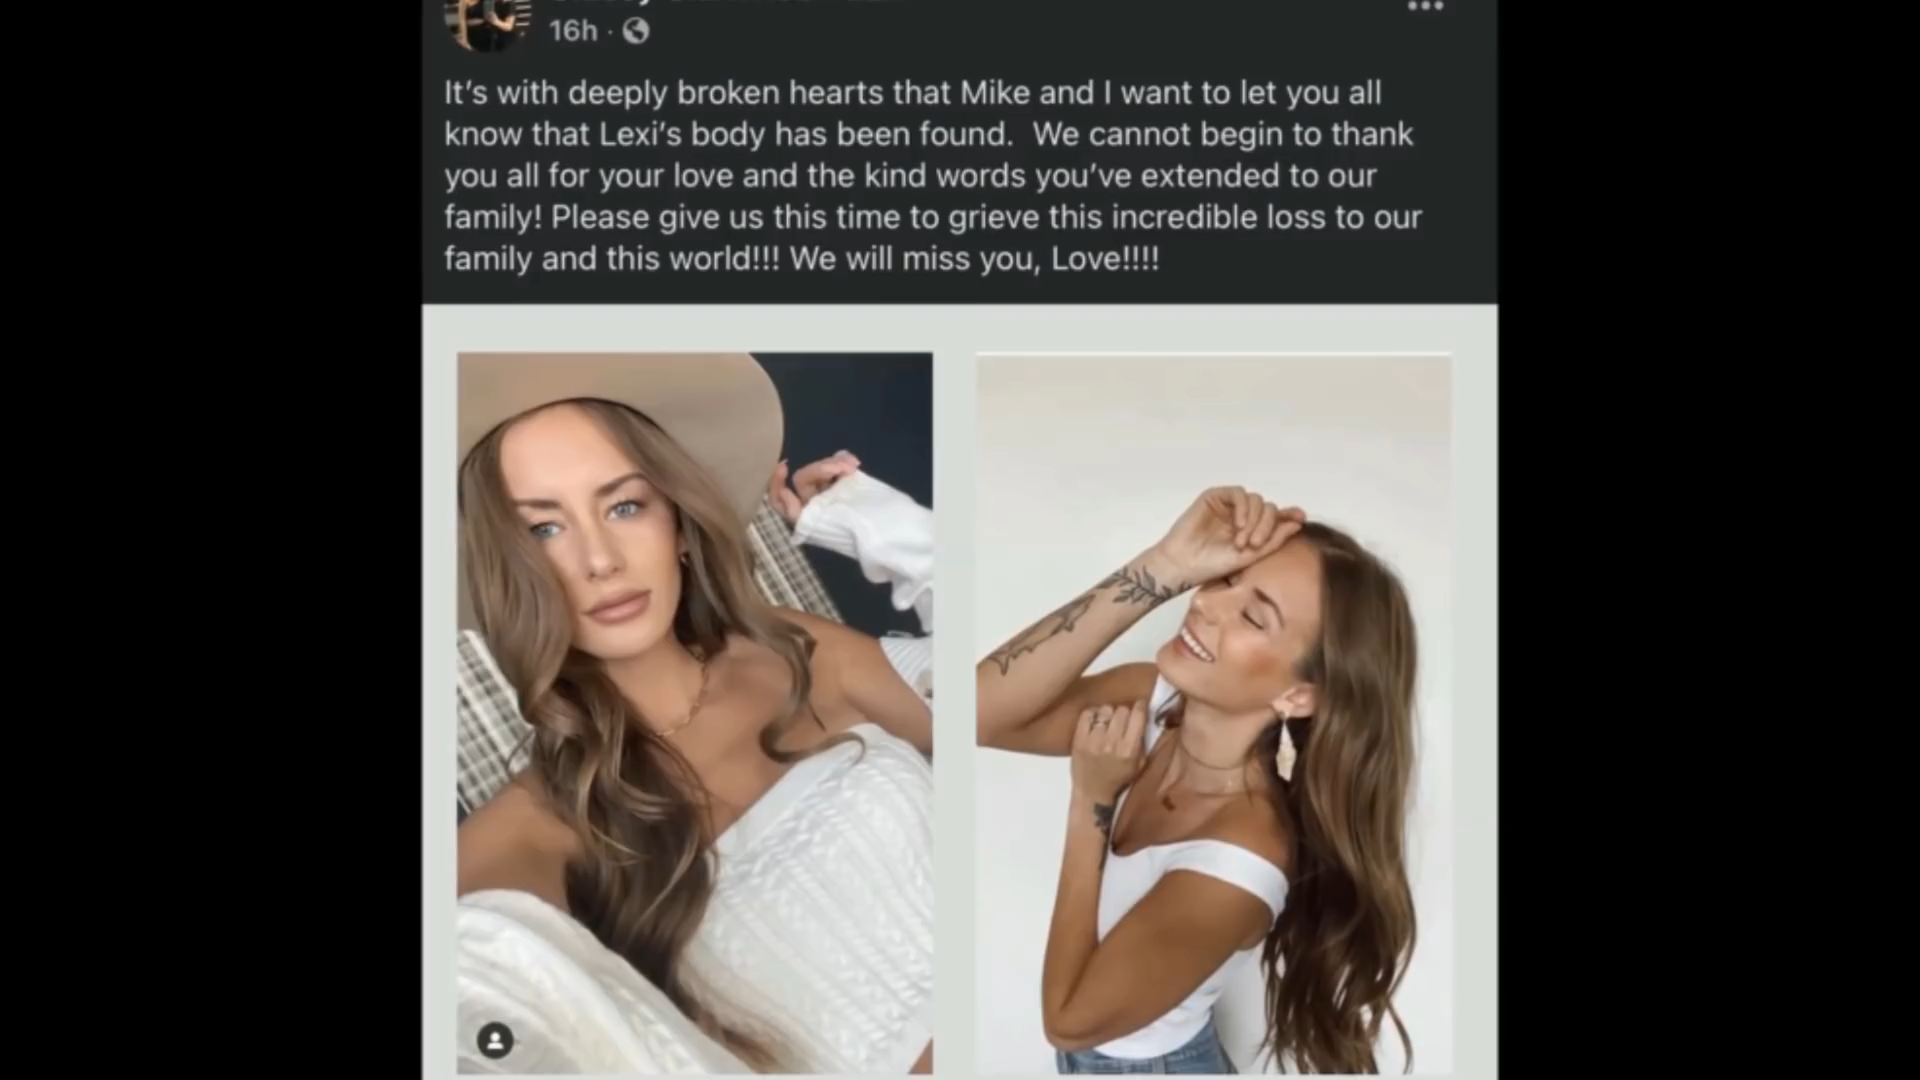 16h ·
It’s with deeply broken hearts that Mike and I want to let you all
know that Lexi’s body has been found.  We cannot begin to thank
you all for your love and the kind words you’ve extended to our
family! Please give us this time to grieve this incredible loss to our
family and this world!!! We will miss you, Love!!!!